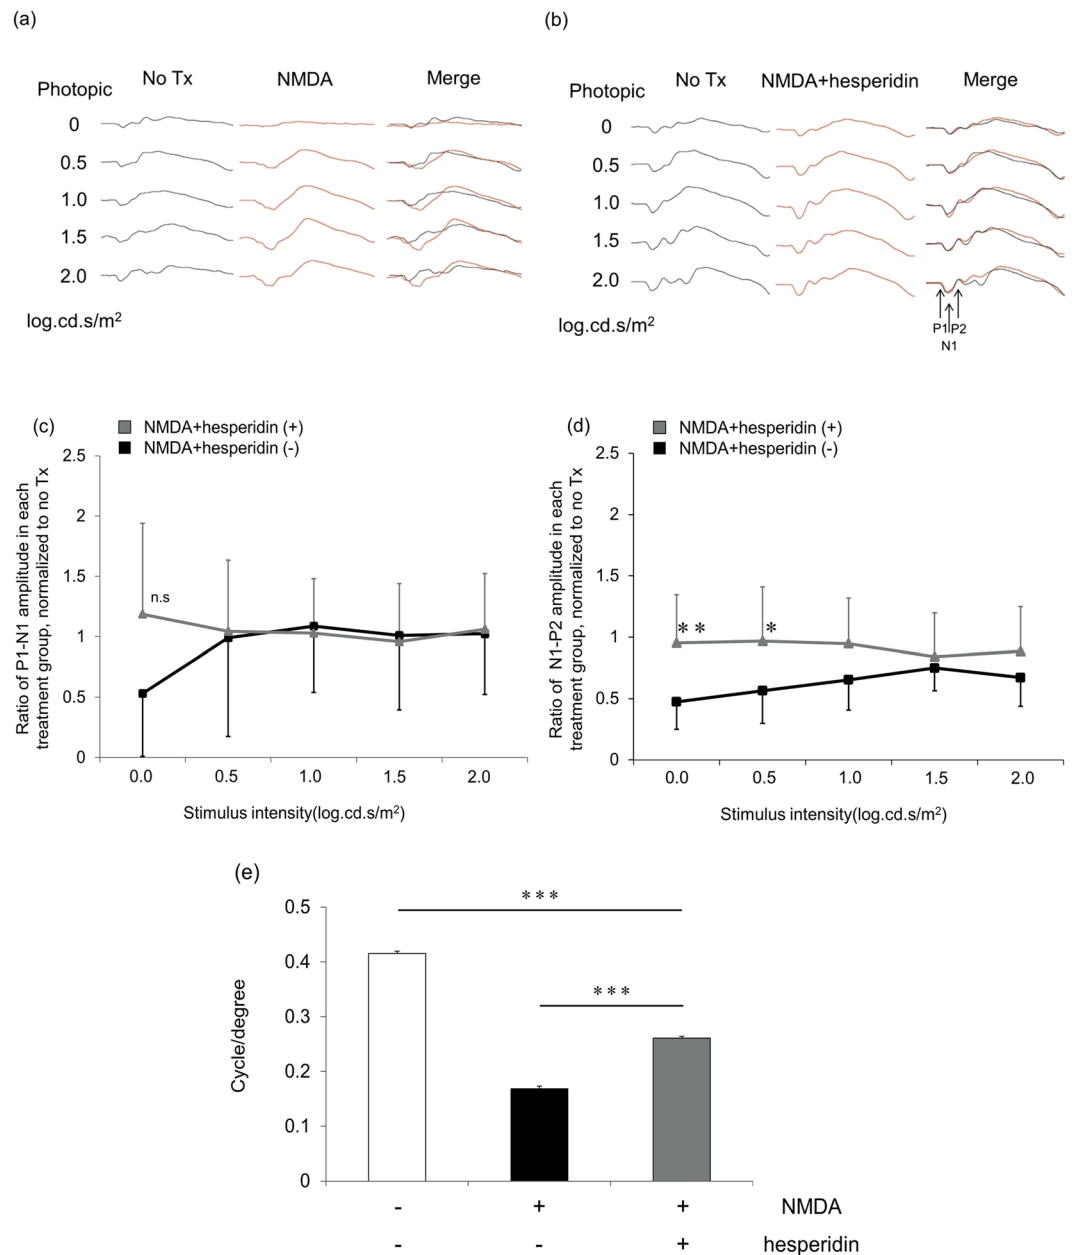 (a)
Photopic No Tx NMDA Merge
0
0.5
1.0
1.5
2.0
log.cd.s/m²
(b)
Photopic No Tx NMDA+hesperidin Merge
0
0.5
1.0
1.5
2.0
P1 P2
N1
log.cd.s/m²
(c)
NMDA+hesperidin (+)
NMDA+hesperidin (-)
Ratio of P1-N1 amplitude in each
treatment group, normalized to no Tx
2.5
2
1.5
1
0.5
0
n.s
0.0 0.5 1.0 1.5 2.0
Stimulus intensity(log.cd.s/m²)
(d)
NMDA+hesperidin (+)
NMDA+hesperidin (-)
Ratio of N1-P2 amplitude in each
treatment group, normalized to no Tx
2.5
2
1.5
1
0.5
0
** *
0.0 0.5 1.0 1.5 2.0
Stimulus intensity(log.cd.s/m²)
(e)
Cycle/degree
0.5
0.4
0.3
0.2
0.1
0
***
***
- + + NMDA
- - + hesperidin